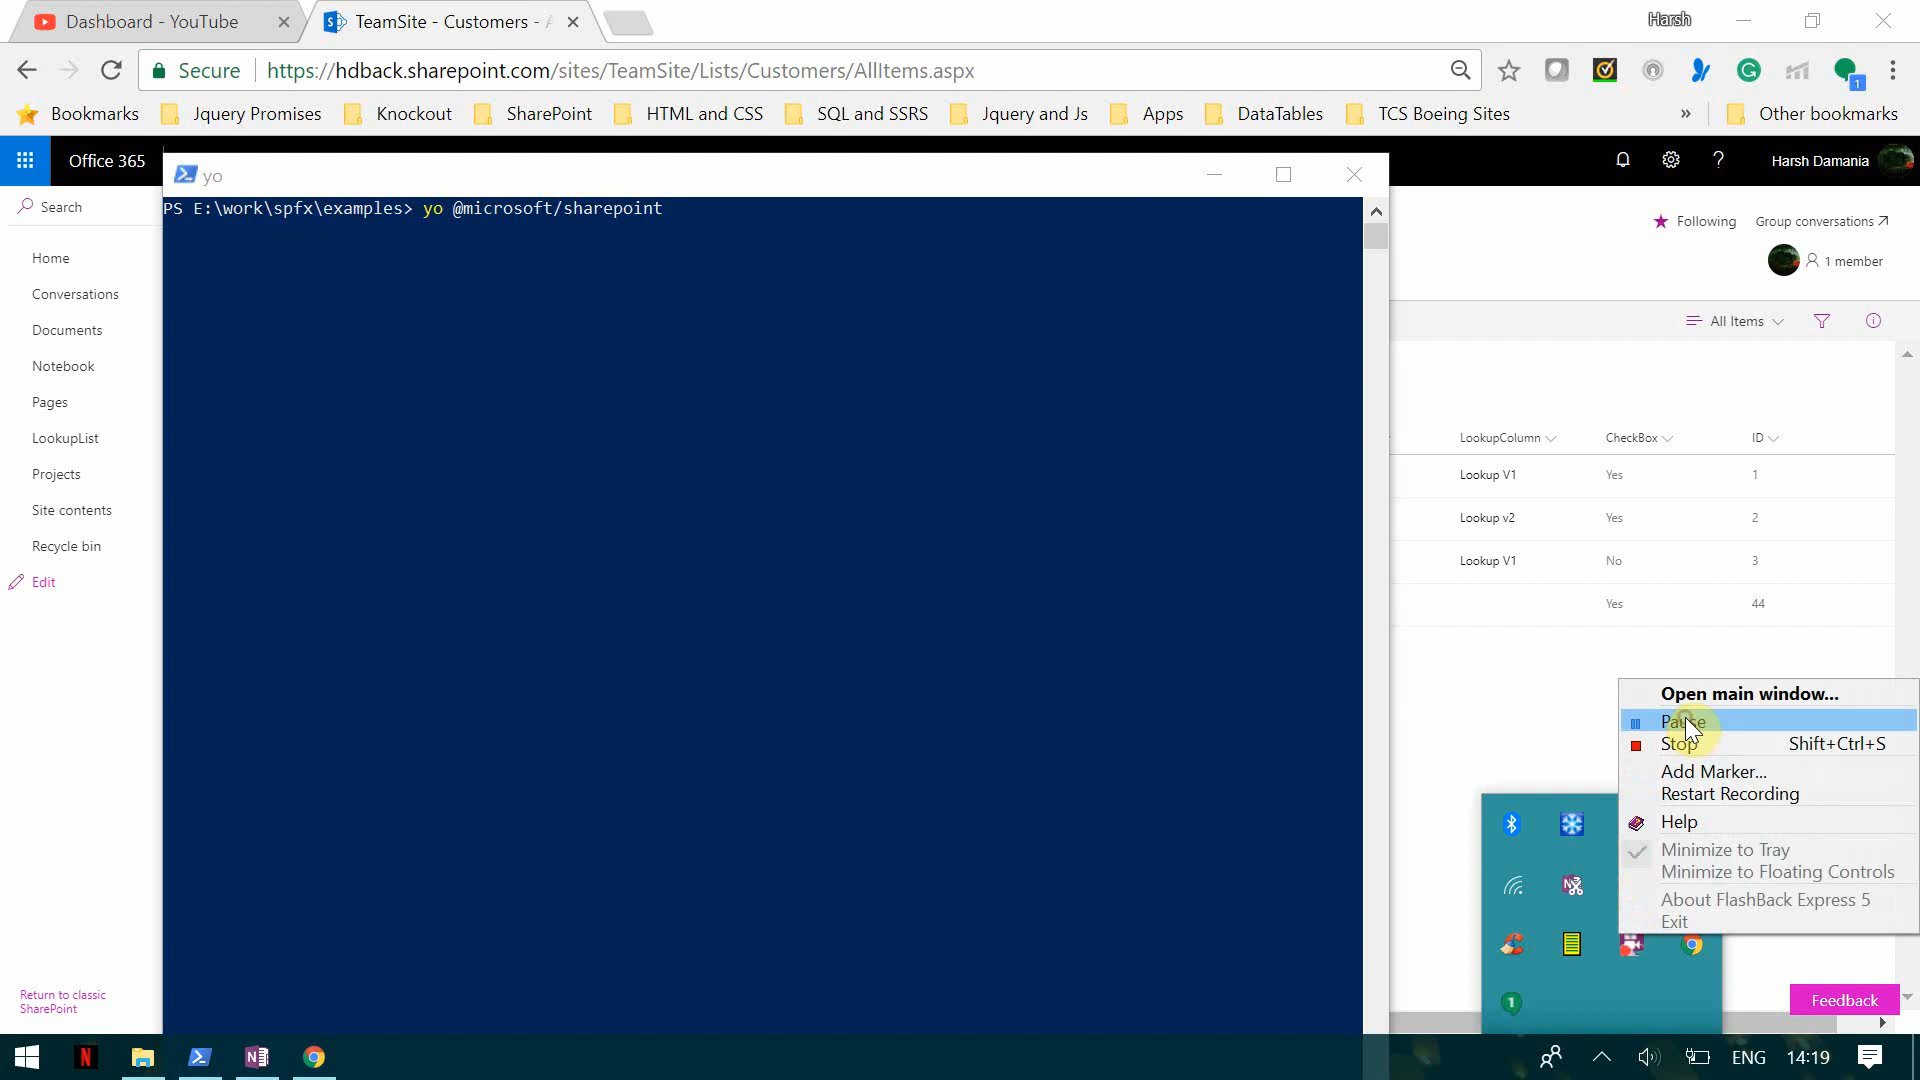 Dashboard - YouTube
TeamSite - Customers -
Harsh
Secure
https://hdback.sharepoint.com/sites/TeamSite/Lists/Customers/AllItems.aspx
1
Bookmarks
Jquery Promises
Knockout
SharePoint
HTML and CSS
SQL and SSRS
Jquery and Js
Apps
DataTables
TCS Boeing Sites
»
Other bookmarks
Office 365
Harsh Damania
yo
PS E:\work\spfx\examples> yo @microsoft/sharepoint
Search
Home
Conversations
Documents
Notebook
Pages
LookupList
Projects
Site contents
Recycle bin
Edit
Return to classic
SharePoint
Following
Group conversations
1 member
All Items
LookupColumn
CheckBox
ID
Lookup V1
Yes
1
Lookup v2
Yes
2
Lookup V1
No
3
Yes
44
Open main window...
Pause
Stop
Shift+Ctrl+S
Add Marker...
Restart Recording
Help
Minimize to Tray
Minimize to Floating Controls
About FlashBack Express 5
Exit
1
Feedback
ENG
14:19